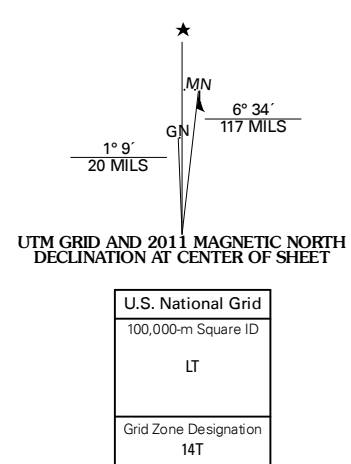 MN
6° 34´
117 MILS
GN
1° 9´
20 MILS
UTM GRID AND 2011 MAGNETIC NORTH
DECLINATION AT CENTER OF SHEET
U.S. National Grid
100,000-m Square ID
LT
Grid Zone Designation
14T